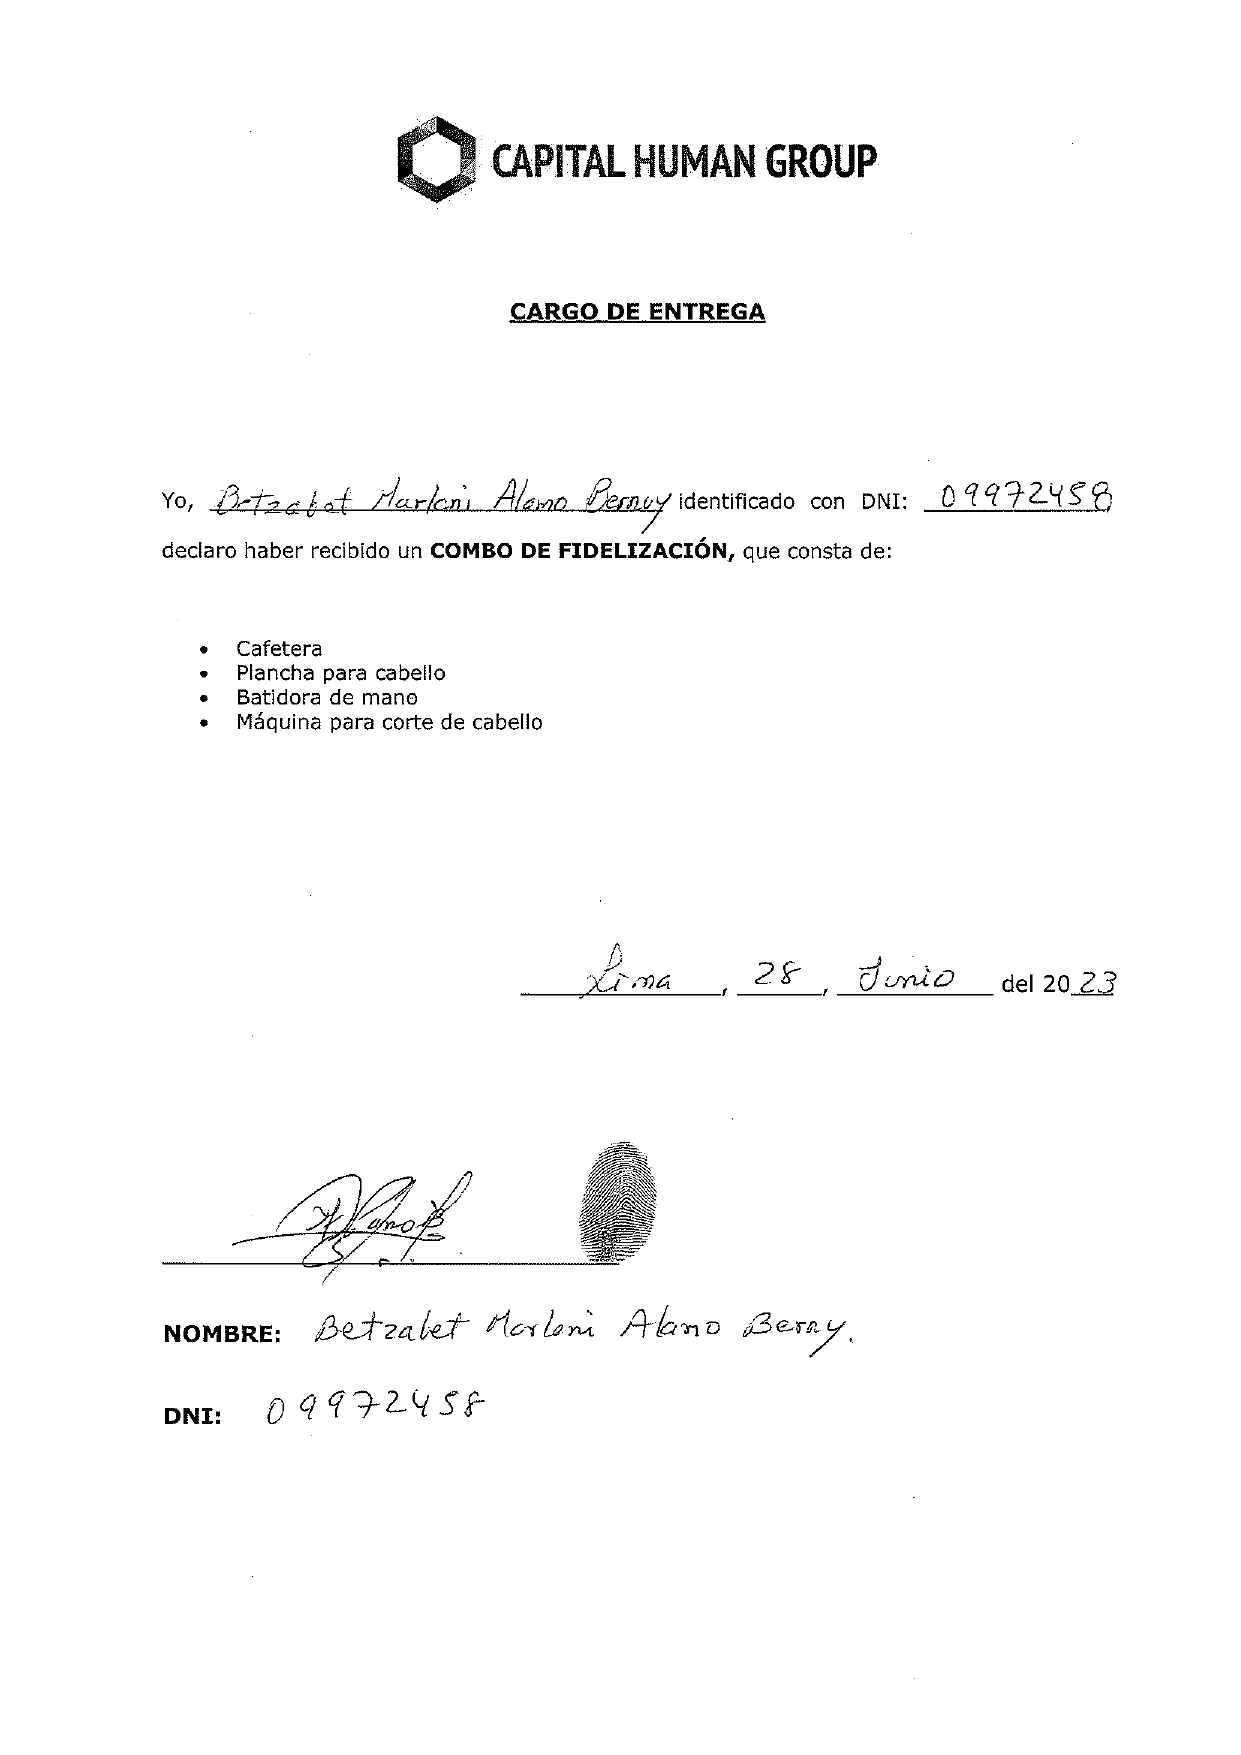 CAPITAL HUMAN GROUP
CARGO DE ENTREGA
Yo, Betzabet Marleni Alamo Bernuy identificado con DNI: 09972458
declaro haber recibido un COMBO DE FIDELIZACIÓN, que consta de:
• Cafetera
• Plancha para cabello
• Batidora de mano
• Máquina para corte de cabello
Lima, 28, Junio del 2023
NOMBRE: Betzabet Marleni Alamo Berny.
DNI: 09972458